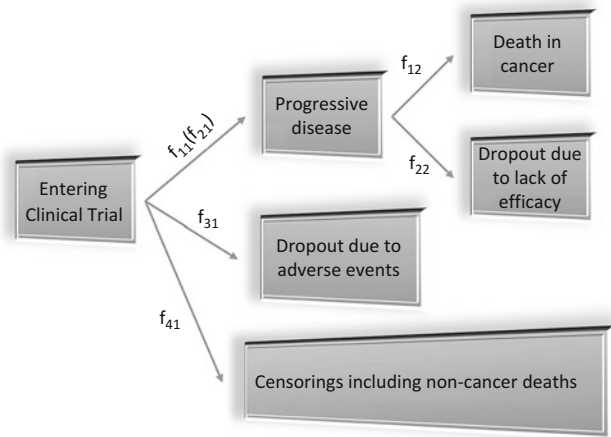 Entering
Clinical Trial
f11(f21)
f31
f41
Progressive
disease
f12
f22
Death in
cancer
Dropout due
to lack of
efficacy
Dropout due to
adverse events
Censorings including non-cancer deaths